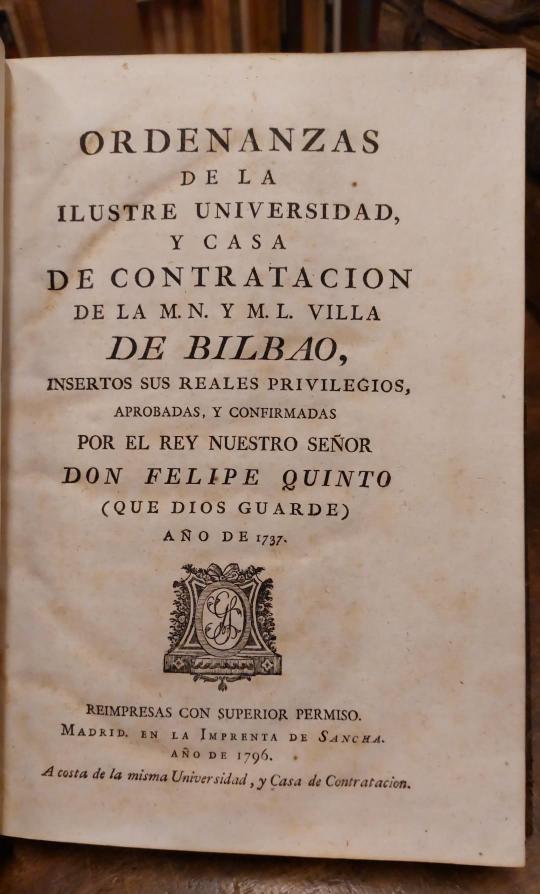 ORDENANZAS
DE LA
ILUSTRE UNIVERSIDAD,
Y CASA
DE CONTRATACION
DE LA M. N. Y M. L. VILLA
DE BILBAO,
INSERTOS SUS REALES PRIVILEGIOS,
APROBADAS, Y CONFIRMADAS
POR EL REY NUESTRO SEÑOR
DON FELIPE QUINTO
(QUE DIOS GUARDE)
AÑO DE 1737.
REIMPRESAS CON SUPERIOR PERMISO.
MADRID. EN LA IMPRENTA DE SANCHA.
AÑO DE 1796.
A costa de la misma Universidad, y Casa de Contratacion.